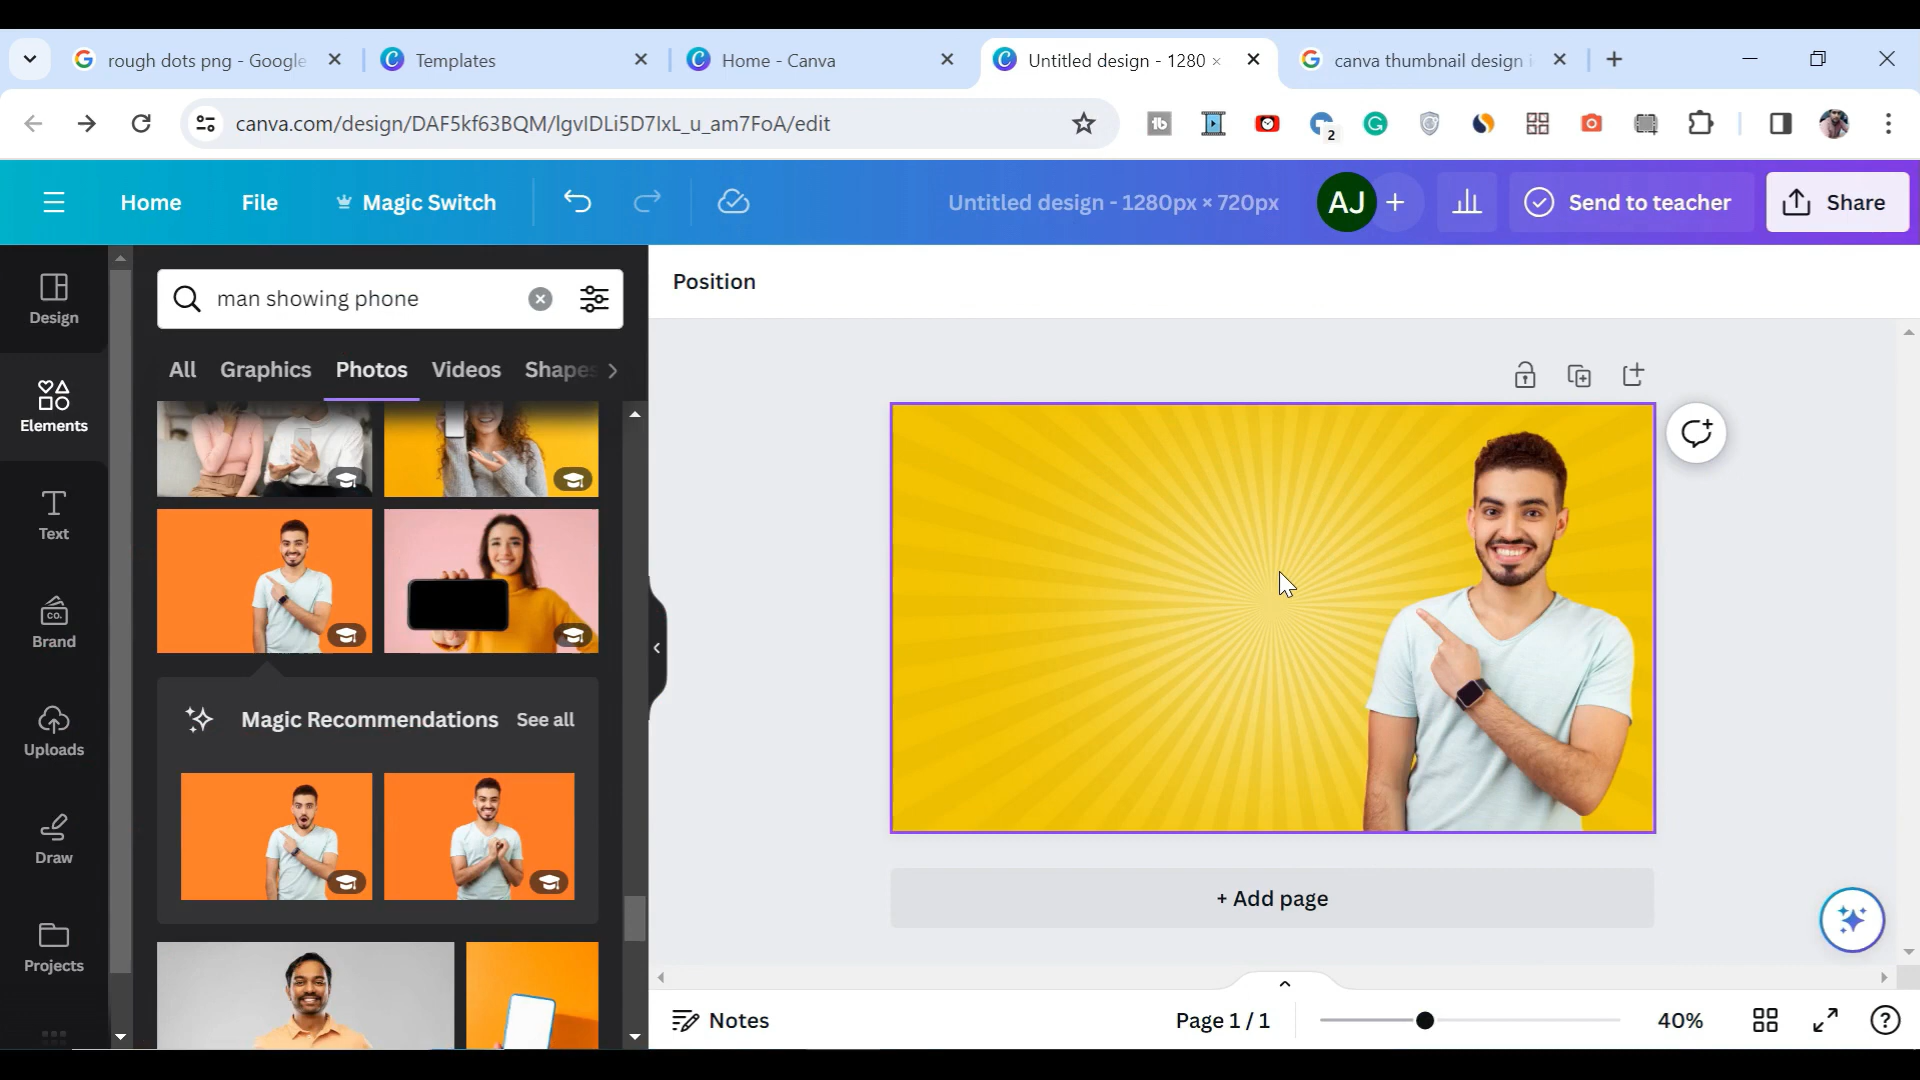 rough dots png - Google
Templates
Home - Canva
Untitled design - 1280
canva thumbnail design i
canva.com/design/DAF5kf63BQM/lgvIDLi5D7IxL_u_am7FoA/edit
2
Home
File
Magic Switch
Untitled design - 1280px × 720px
AJ
+
Send to teacher
Share
Design
Elements
Text
Brand
Uploads
Draw
Projects
man showing phone
All
Graphics
Photos
Videos
Shapes
Magic Recommendations
See all
Position
+ Add page
Notes
Page 1 / 1
40%